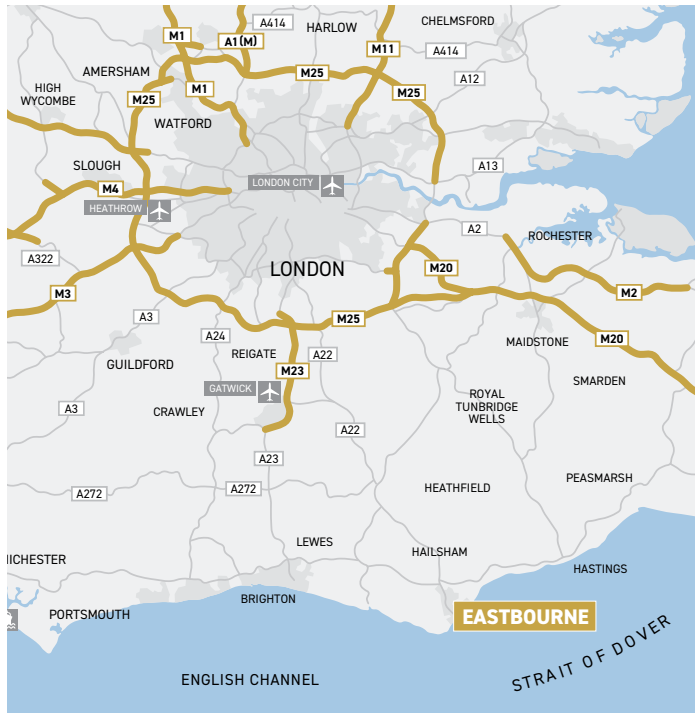 A414
CHELMSFORD
M1
A1(M)
HARLOW
M11
A414
AMERSHAM
M25
A12
HIGH
WYCOMBE
M25
M1
M25
WATFORD
SLOUGH
A13
M4
LONDON CITY
HEATHROW
A2
ROCHESTER
A322
LONDON
M20
M3
M2
A3
M25
A24
M20
MAIDSTONE
REIGATE
A22
GUILDFORD
M23
SMARDEN
GATWICK
ROYAL
TUNBRIDGE
WELLS
A3
CRAWLEY
A22
A23
PEASMARSH
A272
A272
HEATHFIELD
LEWES
HAILSHAM
ICHESTER
HASTINGS
BRIGHTON
PORTSMOUTH
EASTBOURNE
STRAIT OF DOVER
ENGLISH CHANNEL